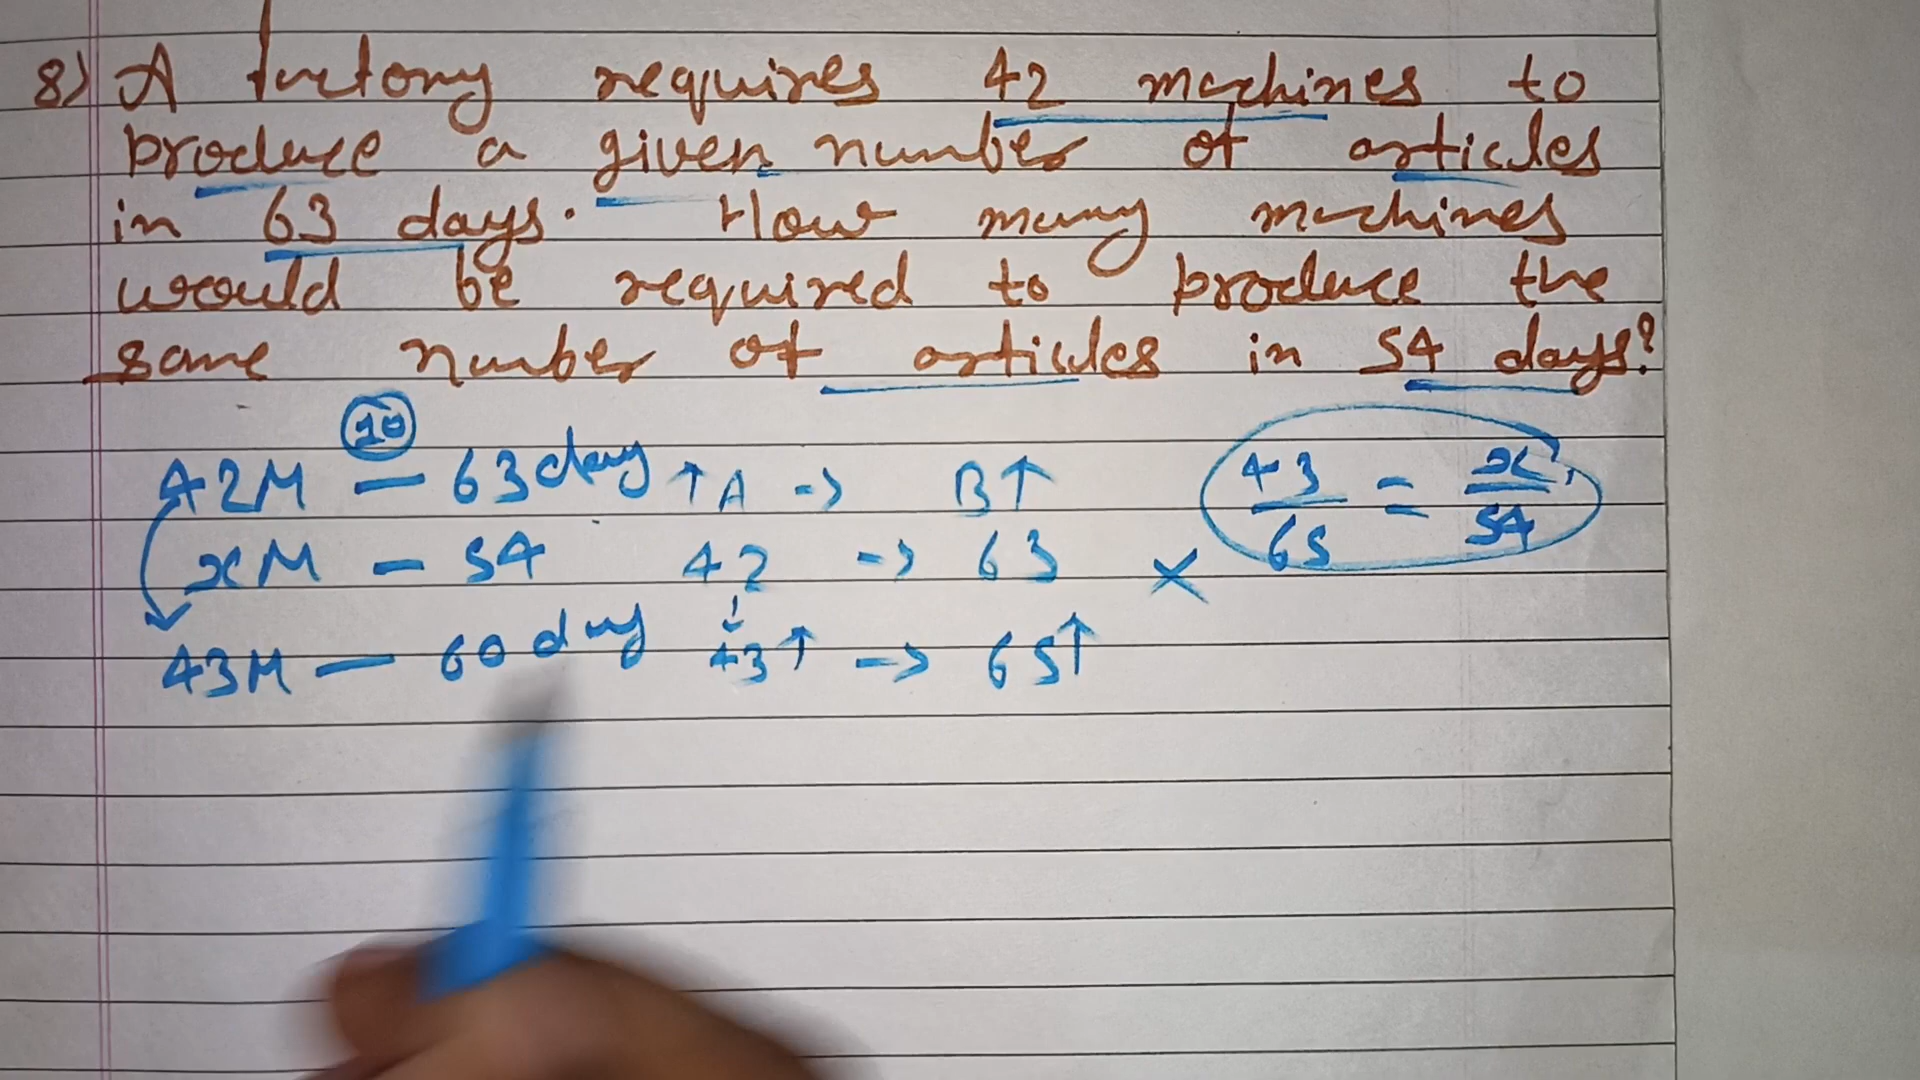 8) A factory requires 42 machines to
produce a given number of articles
in 63 days. How many machines
would be required to produce the
same number of articles in 54 days?
10
42M — 63 day ↑ A -> B ↑
43/65 = x/54
xM — 54 42 -> 63 ×
43M — 60 day 43 ↑ -> 65 ↑